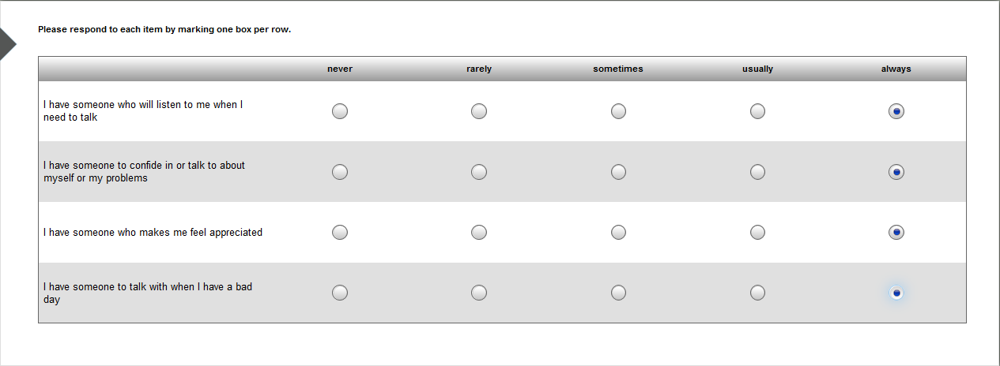 Please respond to each item by marking one box per row.
never rarely sometimes usually always
I have someone who will listen to me when I
need to talk
I have someone to confide in or talk to about
myself or my problems
I have someone who makes me feel appreciated
I have someone to talk with when I have a bad
day